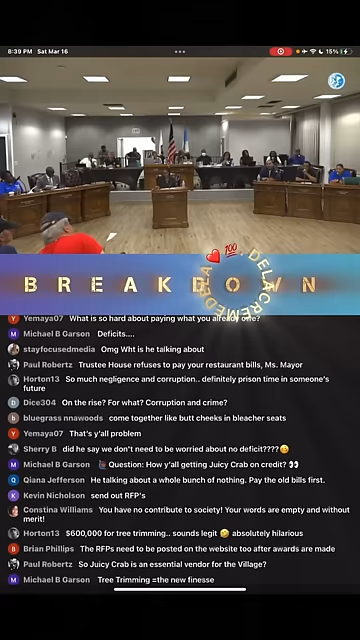 8:39 PM Sat Mar 16
15%
BREAKDOWN
💯. DELACREMEDIA ❤️
Yemaya07 What is so hard about paying what you already owe?
M Michael B Garson Deficits....
stayfocusedmedia Omg Wht is he talking about
Paul Robertz Trustee House refuses to pay your restaurant bills, Ms. Mayor
Horton13 So much negligence and corruption.. definitely prison time in someone's
future
D Dice304 On the rise? For what? Corruption and crime?
b bluegrass nnawoods come together like butt cheeks in bleacher seats
Y Yemaya07 That's y'all problem
Sherry B did he say we don't need to be worried about no deficit????😊
M Michael B Garson 🦀Question: How y'all getting Juicy Crab on credit? 👀
Q Qiana Jefferson He talking about a whole bunch of nothing. Pay the old bills first.
K Kevin Nicholson send out RFP's
Constina Williams You have no contribute to society! Your words are empty and without
merit!
Horton13 $600,000 for tree trimming.. sounds legit 🤣 absolutely hilarious
B Brian Phillips The RFPs need to be posted on the website too after awards are made
Paul Robertz So Juicy Crab is an essential vendor for the Village?
M Michael B Garson Tree Trimming =the new finesse